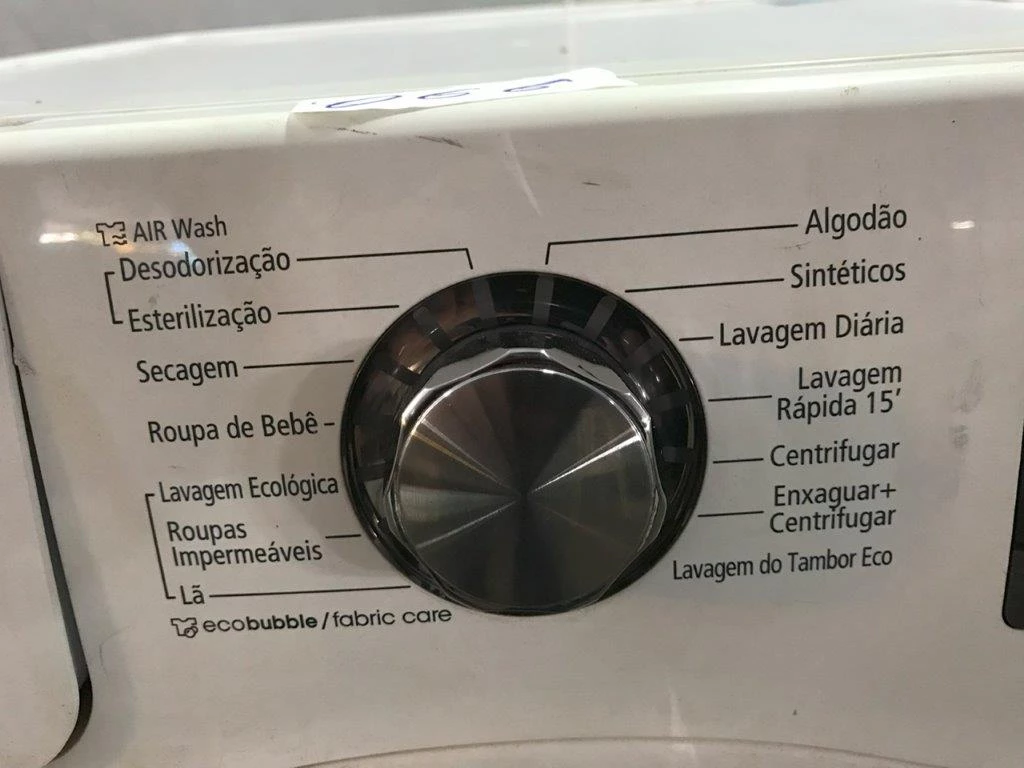 AIR Wash
Desodorização
Esterilização
Secagem
Roupa de Bebê
Lavagem Ecológica
Roupas
Impermeáveis
Lã
ecobubble/fabric care
Algodão
Sintéticos
Lavagem Diária
Lavagem
Rápida 15’
Centrifugar
Enxaguar+
Centrifugar
Lavagem do Tambor Eco